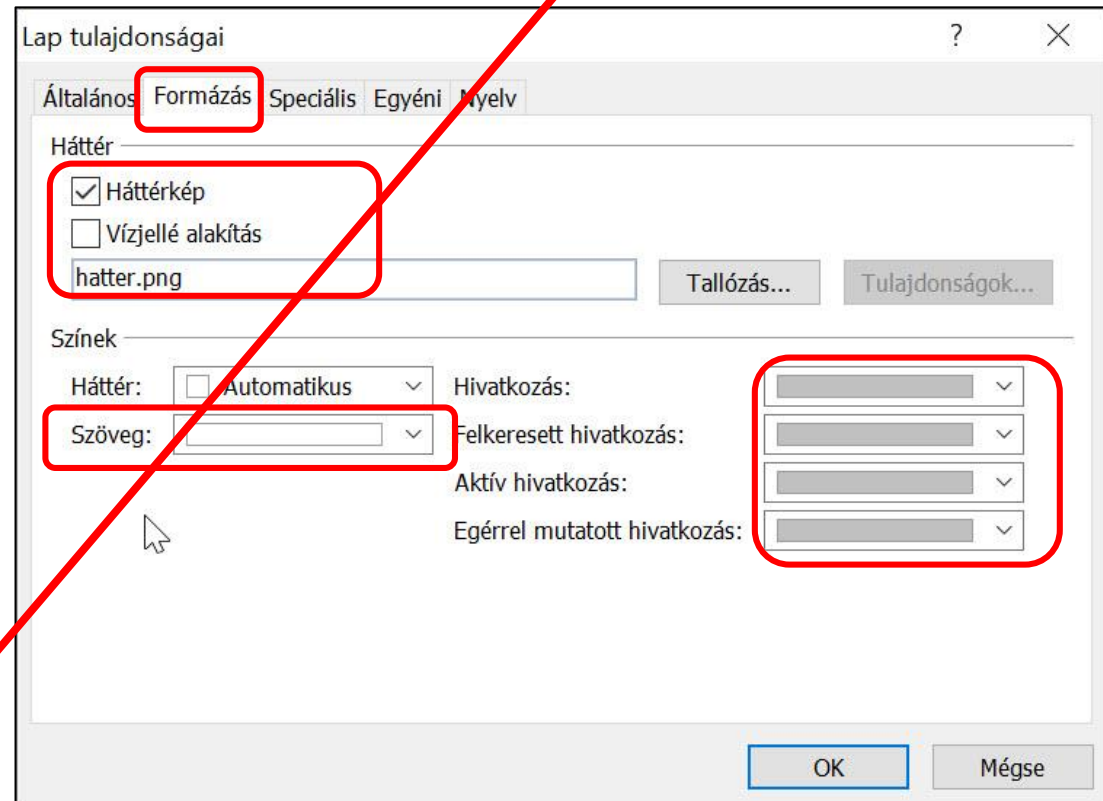 Lap tulajdonságai ?
Általános Formázás Speciális Egyéni Nyelv
Háttér
Háttérkép
Vízjellé alakítás
hatter.png Tallózás... Tulajdonságok...
Színek
Háttér: Automatikus Hivatkozás:
Szöveg: Felkeresett hivatkozás:
Aktív hivatkozás:
Egérrel mutatott hivatkozás:
OK Mégse